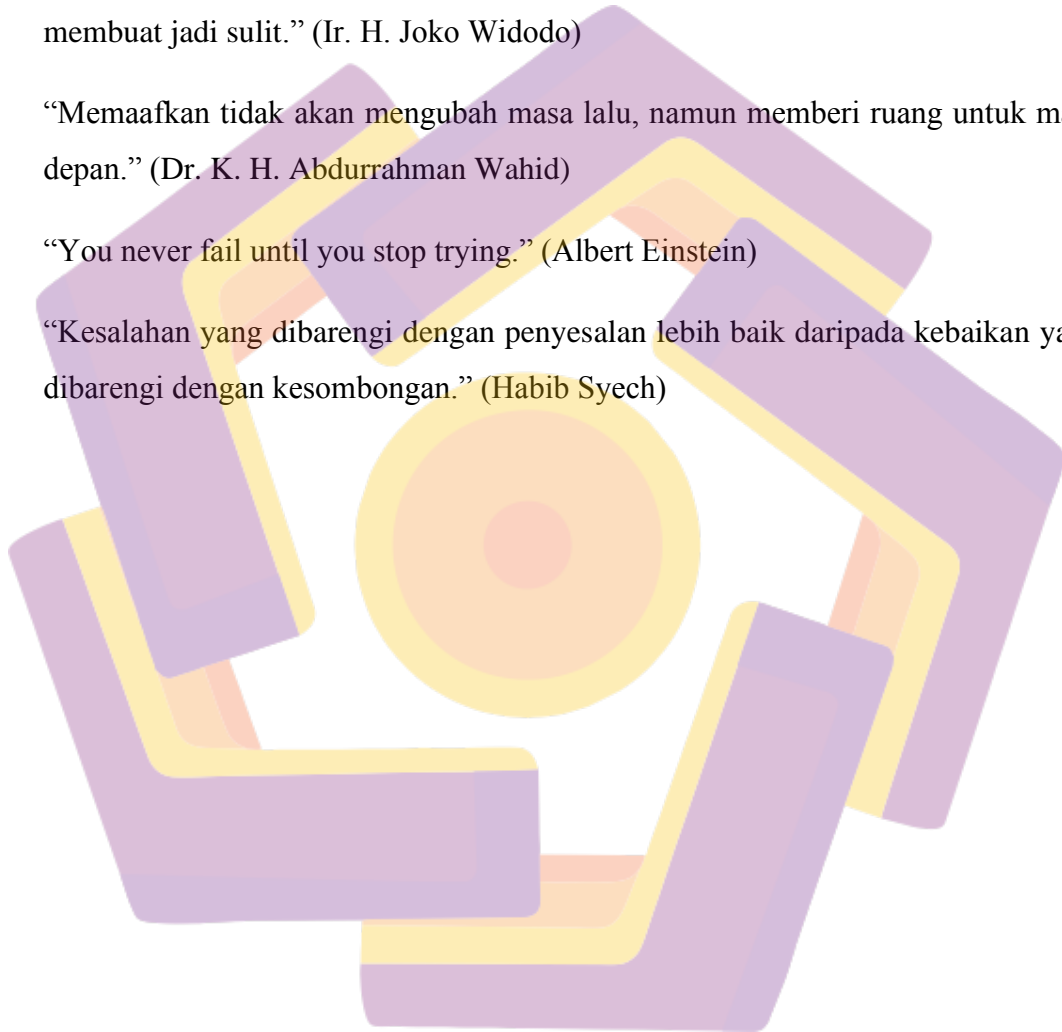 membuat jadi sulit.” (Ir. H. Joko Widodo)
“Memaafkan tidak akan mengubah masa lalu, namun memberi ruang untuk
depan.” (Dr. K. H. Abdurrahman Wahid)
“You never fail until you stop trying.” (Albert Einstein)
“Kesalahan yang dibarengi dengan penyesalan lebih baik daripada kebaikan
dibarengi dengan kesombongan.” (Habib Syech)